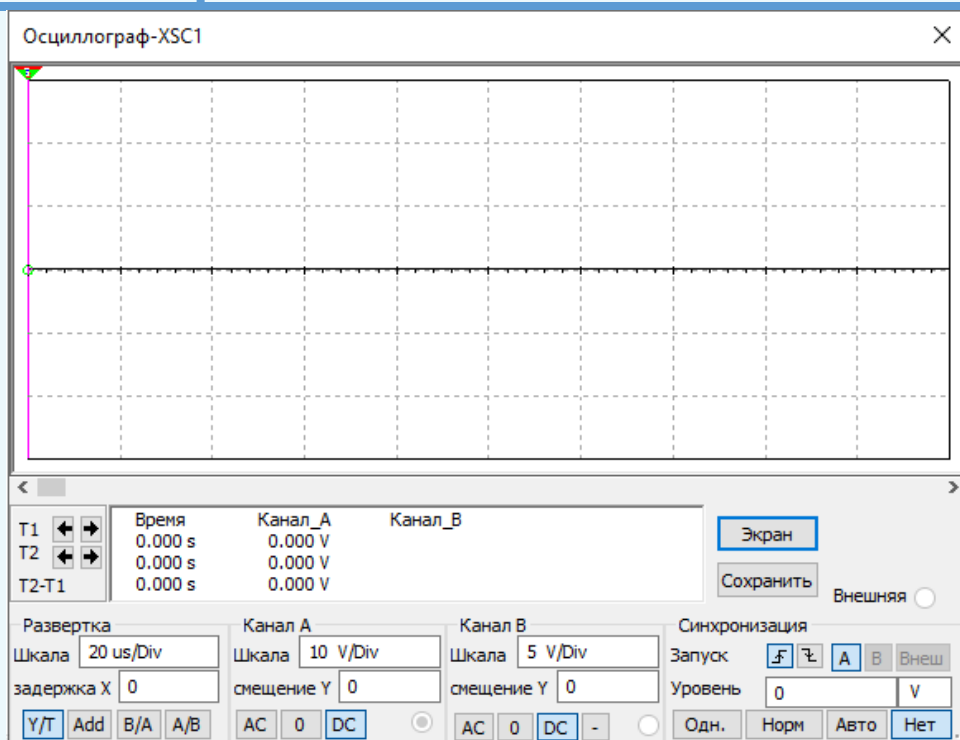 Осциллограф-XSC1
T1
T2
T2-T1
Время Канал_A Канал_B
0.000 s 0.000 V
0.000 s 0.000 V
0.000 s 0.000 V
Экран
Сохранить
Внешняя
Развертка
Шкала 20 us/Div
задержка X 0
Y/T Add B/A A/B
Канал A
Шкала 10 V/Div
смещение Y 0
AC 0 DC
Канал B
Шкала 5 V/Div
смещение Y 0
AC 0 DC -
Синхронизация
Запуск A B Внеш
Уровень 0 V
Одн. Норм Авто Нет